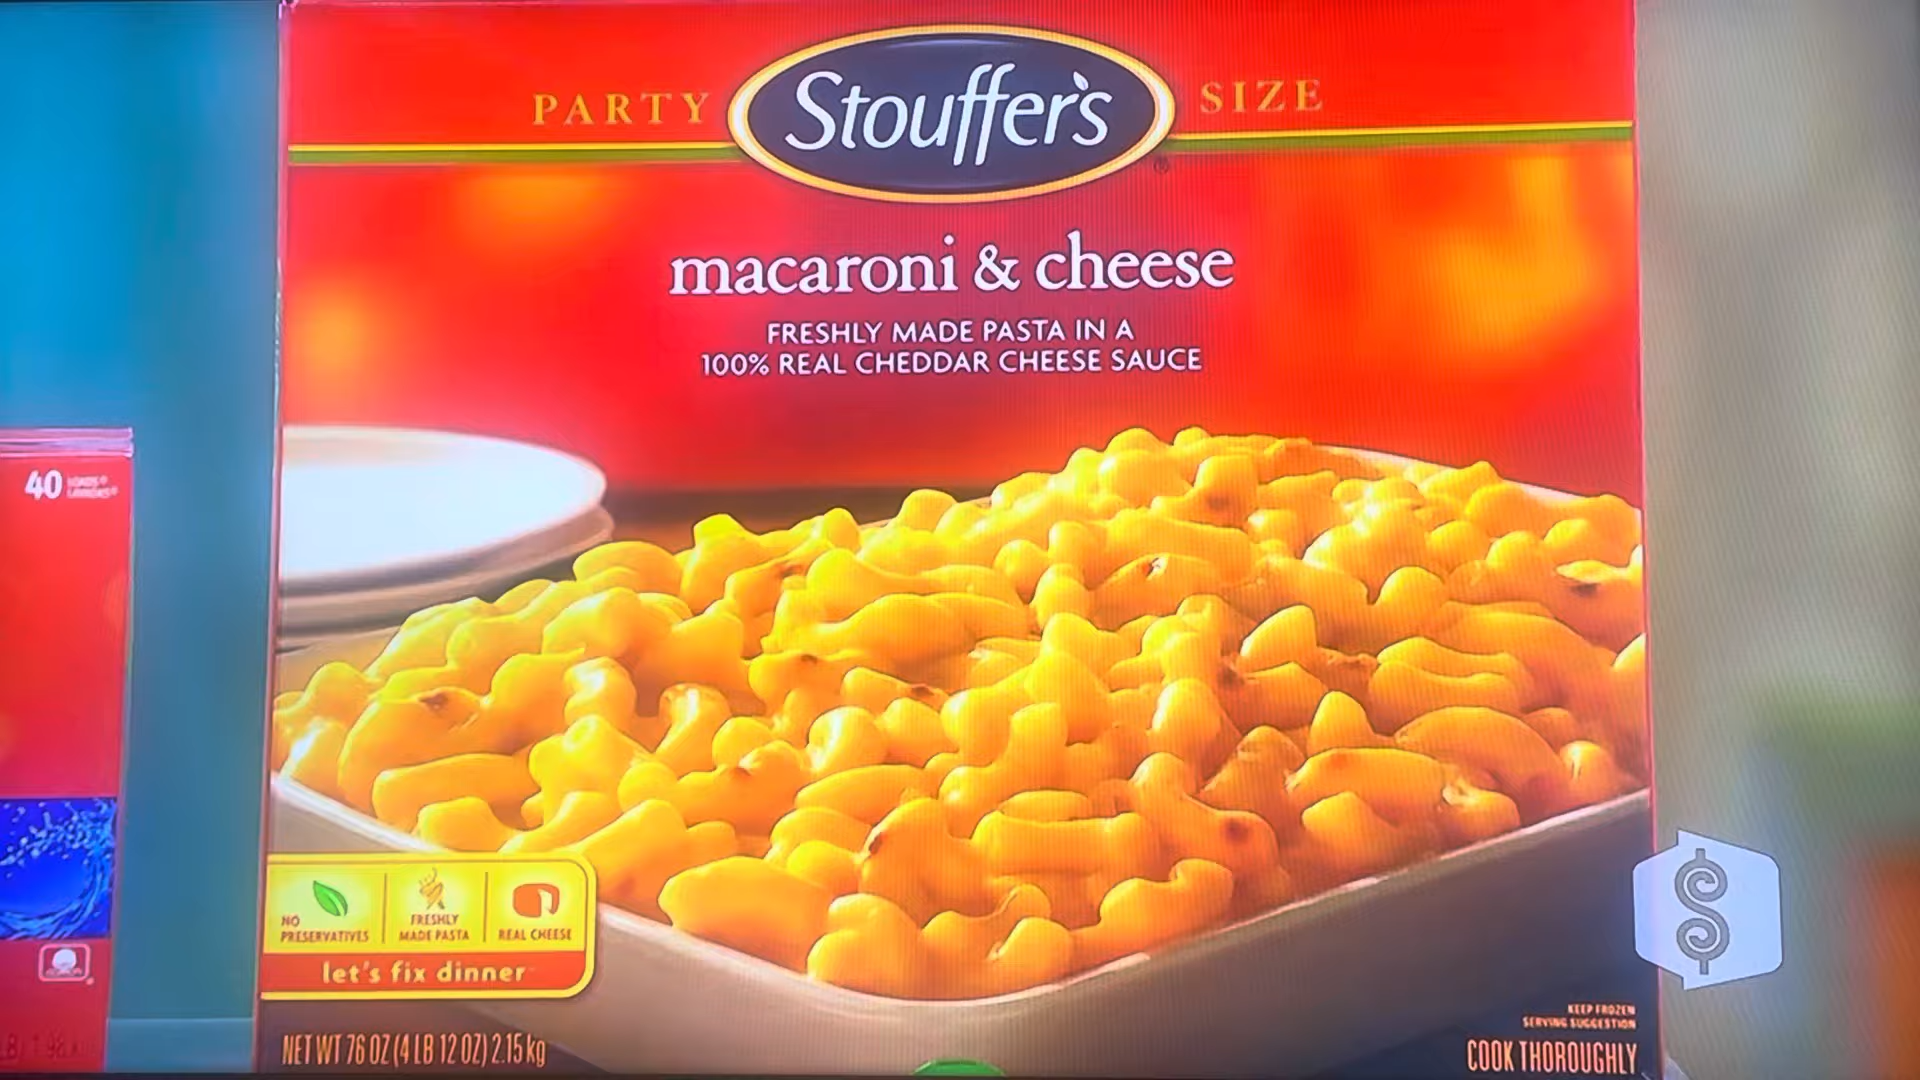 PARTY Stouffer's SIZE
®
macaroni & cheese
FRESHLY MADE PASTA IN A
100% REAL CHEDDAR CHEESE SAUCE
40
NO PRESERVATIVES
FRESHLY MADE PASTA
REAL CHEESE
let's fix dinner
NET WT 76 OZ (4 LB 12 OZ) 2.15 kg
KEEP FROZEN
SERVING SUGGESTION
COOK THOROUGHLY
$